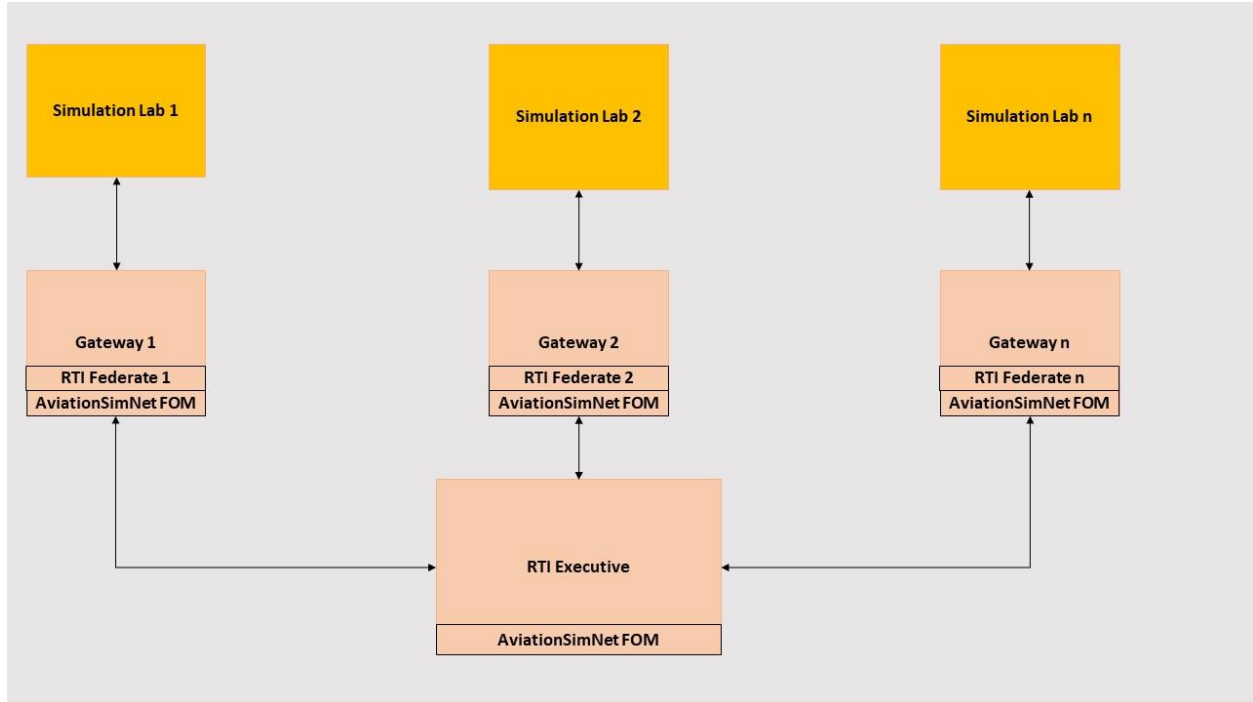 Simulation Lab 1
Simulation Lab 2
Simulation Lab n
Gateway 1
Gateway 2
Gateway n
RTI Federate 1
RTI Federate 2
RTI Federate n
AviationSimNet FOM
AviationSimNet FOM
AviationSimNet FOM
RTI Executive
AviationSimNet FOM